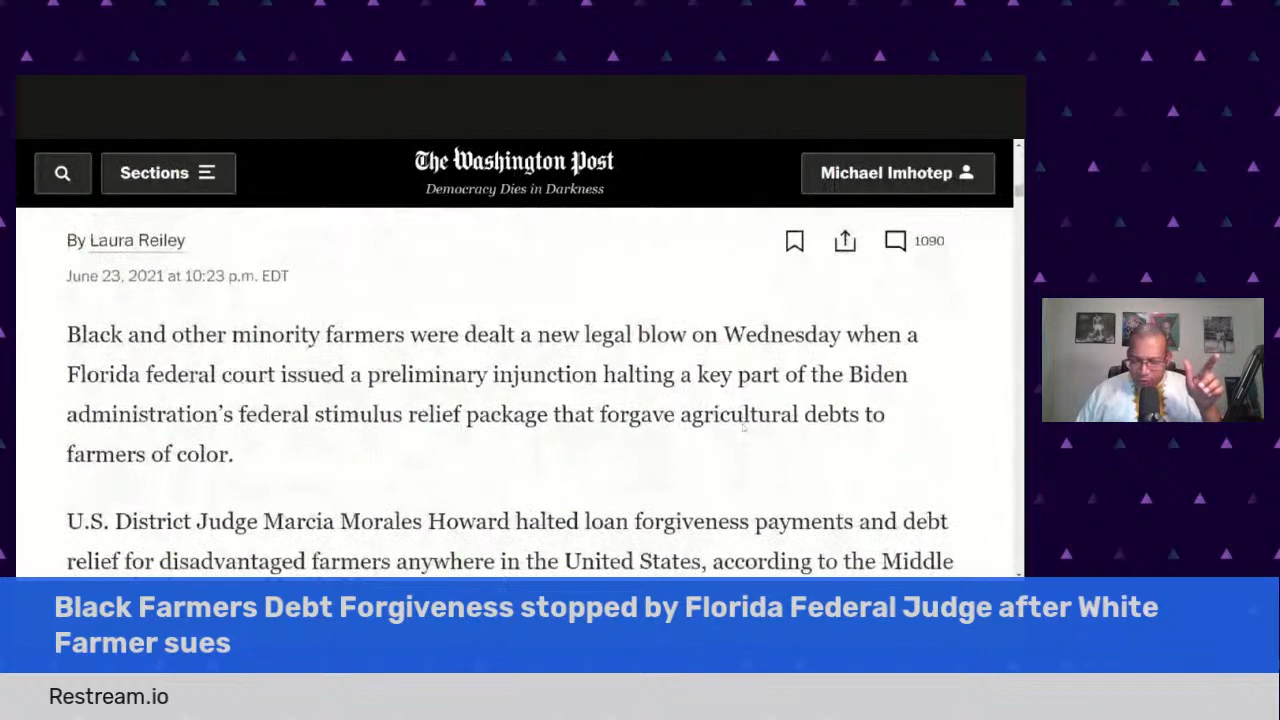 The Washington Post
Democracy Dies in Darkness
Sections
Michael Imhotep
By Laura Reiley
1090
June 23, 2021 at 10:23 p.m. EDT
Black and other minority farmers were dealt a new legal blow on Wednesday when a
Florida federal court issued a preliminary injunction halting a key part of the Biden
administration's federal stimulus relief package that forgave agricultural debts to
farmers of color.
U.S. District Judge Marcia Morales Howard halted loan forgiveness payments and debt
relief for disadvantaged farmers anywhere in the United States, according to the Middle
Black Farmers Debt Forgiveness stopped by Florida Federal Judge after White
Farmer sues
Restream.io